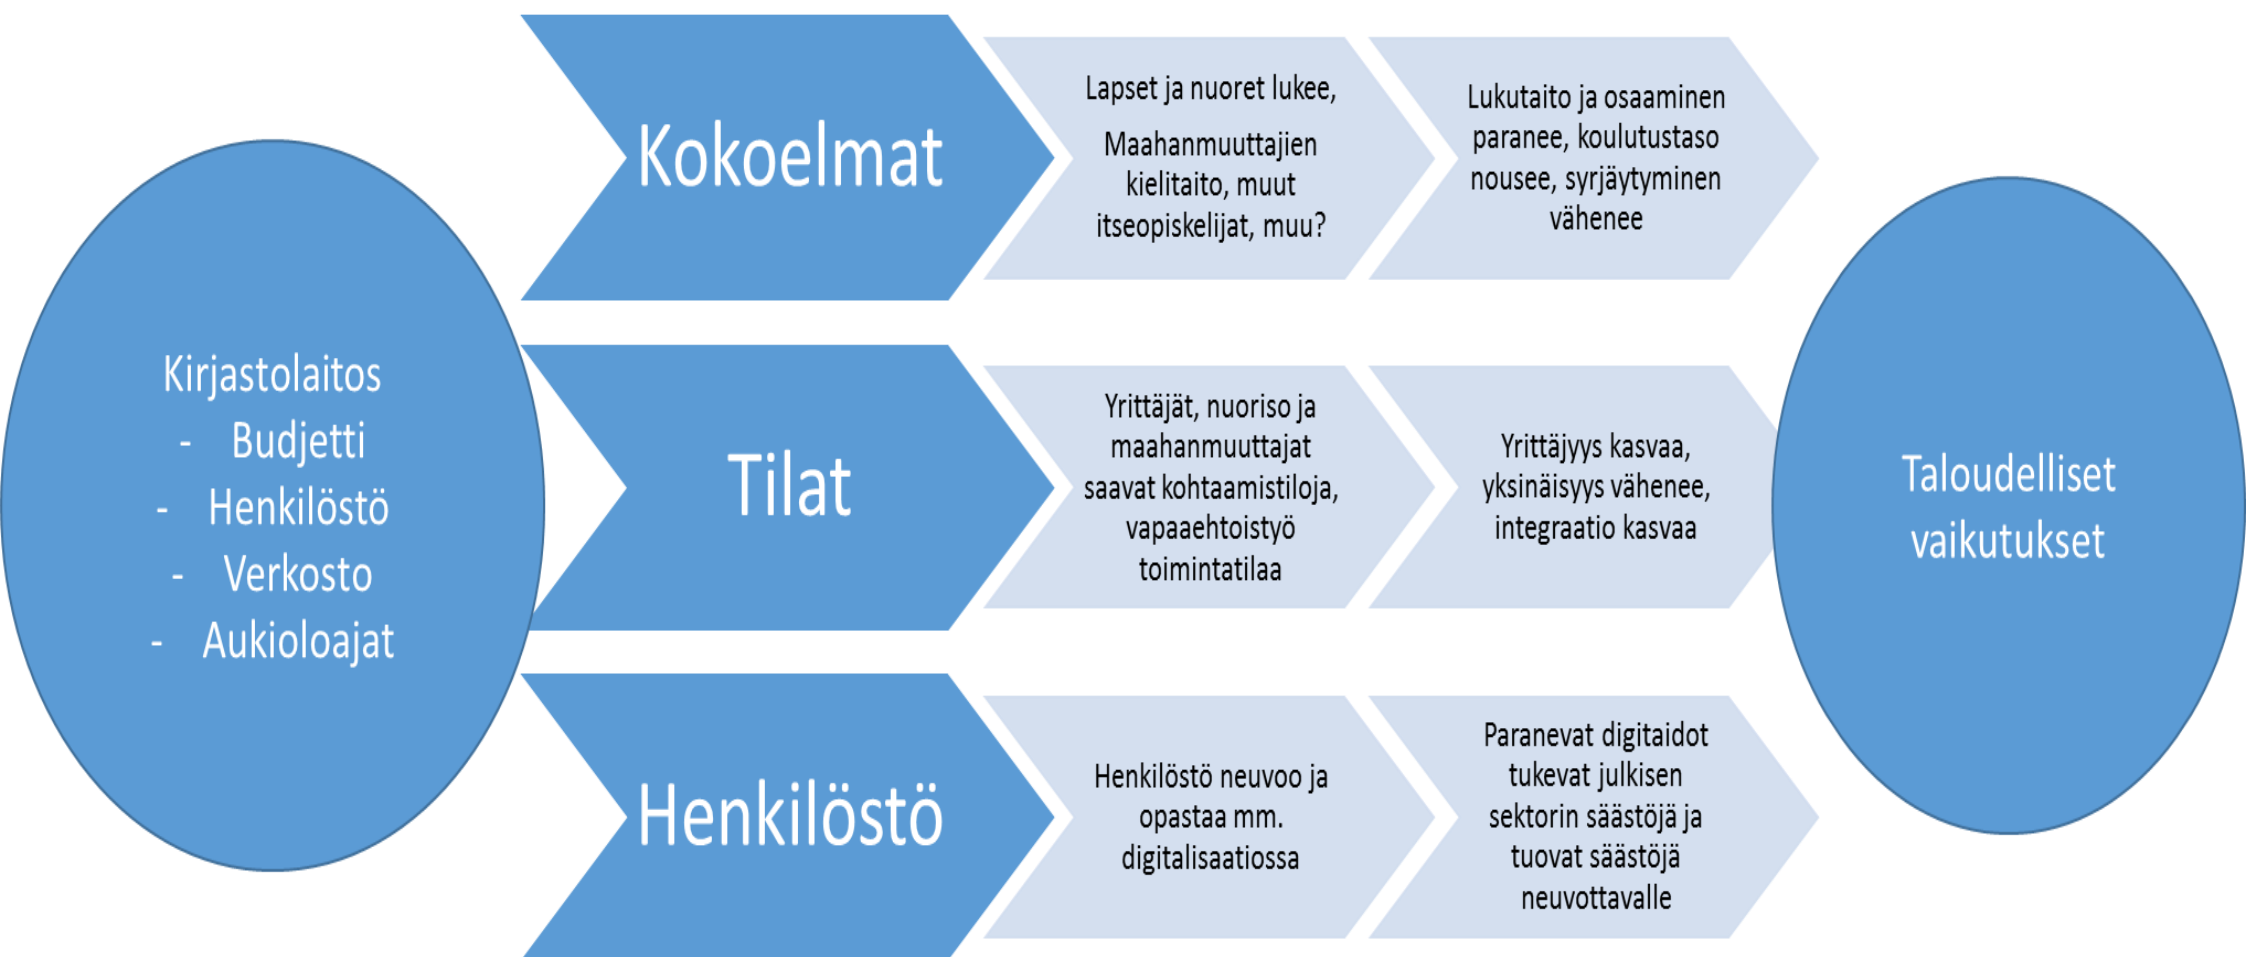 Kirjastolaitos
- Budjetti
- Henkilöstö
- Verkosto
- Aukioloajat
Kokoelmat
Lapset ja nuoret lukee,
Maahanmuuttajien
kielitaito, muut
itseopiskelijat, muu?
Lukutaito ja osaaminen
paranee, koulutustaso
nousee, syrjäytyminen
vähenee
Tilat
Yrittäjät, nuoriso ja
maahanmuuttajat
saavat kohtaamistiloja,
vapaaehtoistyö
toimintatilaa
Yrittäjyys kasvaa,
yksinäisyys vähenee,
integraatio kasvaa
Henkilöstö
Henkilöstö neuvoo ja
opastaa mm.
digitalisaatiossa
Paranevat digitaidot
tukevat julkisen
sektorin säästöjä ja
tuovat säästöjä
neuvottavalle
Taloudelliset
vaikutukset